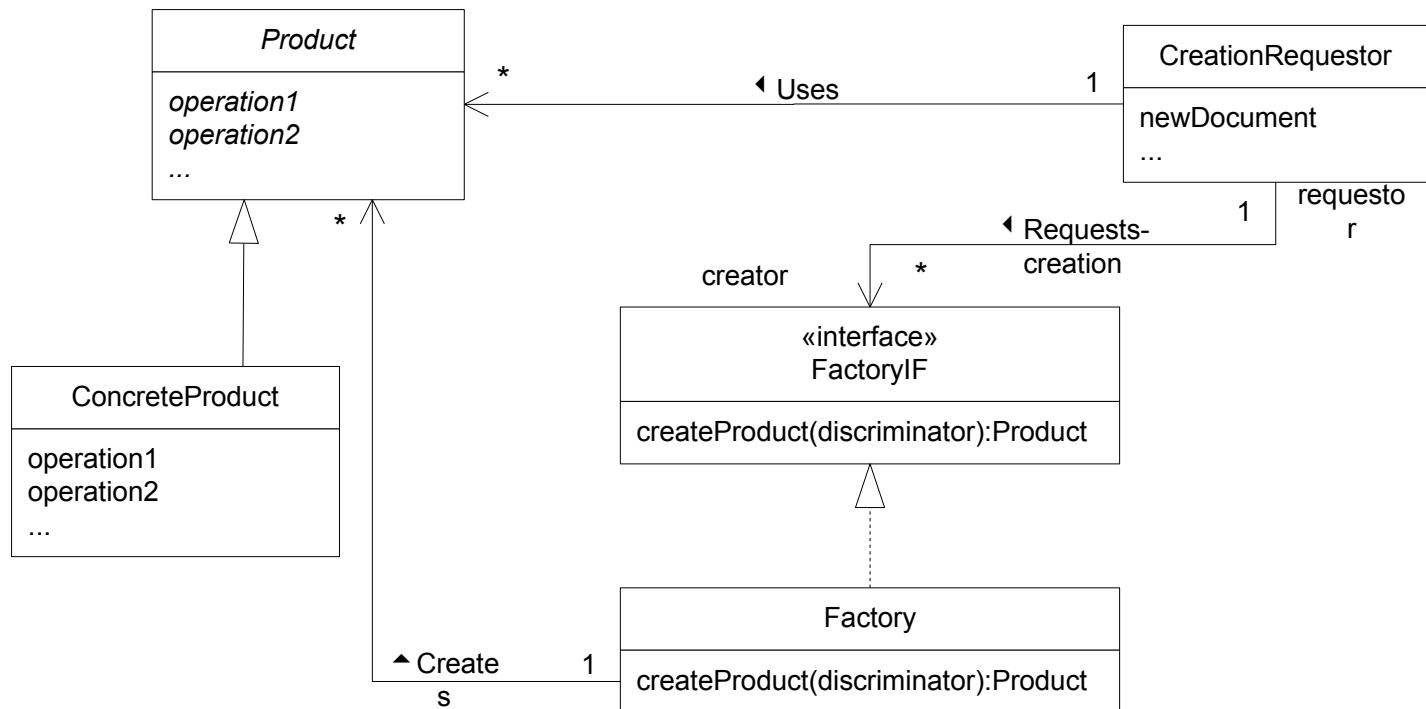 Product
operation1
operation2
...
*
Uses
1
CreationRequestor
newDocument
...
requesto
r
1
Requests-
creation
*
creator
*
«interface»
FactoryIF
createProduct(discriminator):Product
ConcreteProduct
operation1
operation2
...
Factory
createProduct(discriminator):Product
Create
s
1